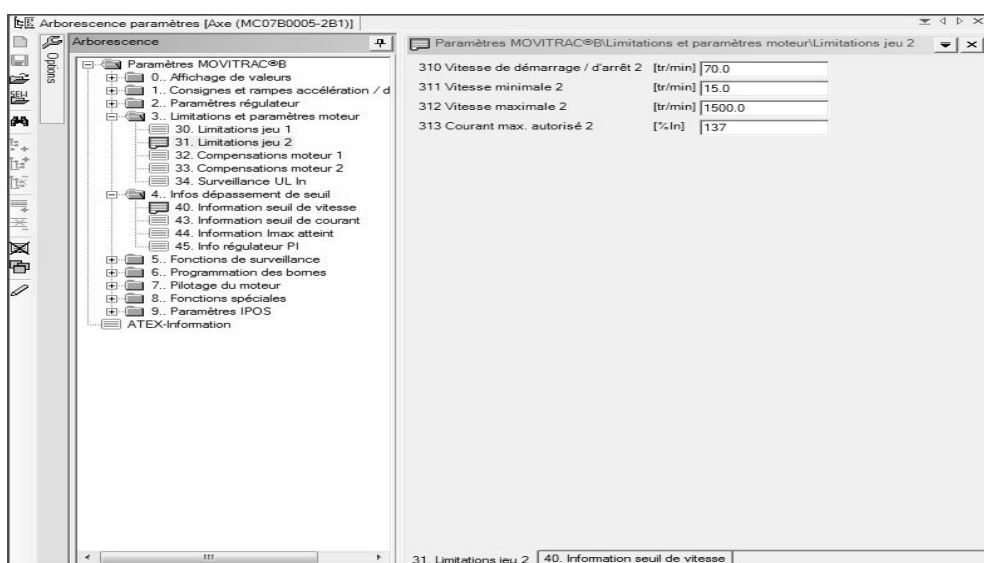 Arborescence paramètres [Axe (MC07B0005-2B1)]
Options
SEW
Arborescence
Paramètres MOVITRAC®B
0.. Affichage de valeurs
1.. Consignes et rampes accélération / d
2.. Paramètres régulateur
3.. Limitations et paramètres moteur
30. Limitations jeu 1
31. Limitations jeu 2
32. Compensations moteur 1
33. Compensations moteur 2
34. Surveillance UL In
4.. Infos dépassement de seuil
40. Information seuil de vitesse
43. Information seuil de courant
44. Information Imax atteint
45. Info régulateur PI
5.. Fonctions de surveillance
6.. Programmation des bornes
7.. Pilotage du moteur
8.. Fonctions spéciales
9.. Paramètres IPOS
ATEX-Information
Paramètres MOVITRAC®B\Limitations et paramètres moteur\Limitations jeu 2
310 Vitesse de démarrage / d'arrêt 2 [tr/min] 70.0
311 Vitesse minimale 2 [tr/min] 15.0
312 Vitesse maximale 2 [tr/min] 1500.0
313 Courant max. autorisé 2 [%In] 137
31. Limitations jeu 2 40. Information seuil de vitesse